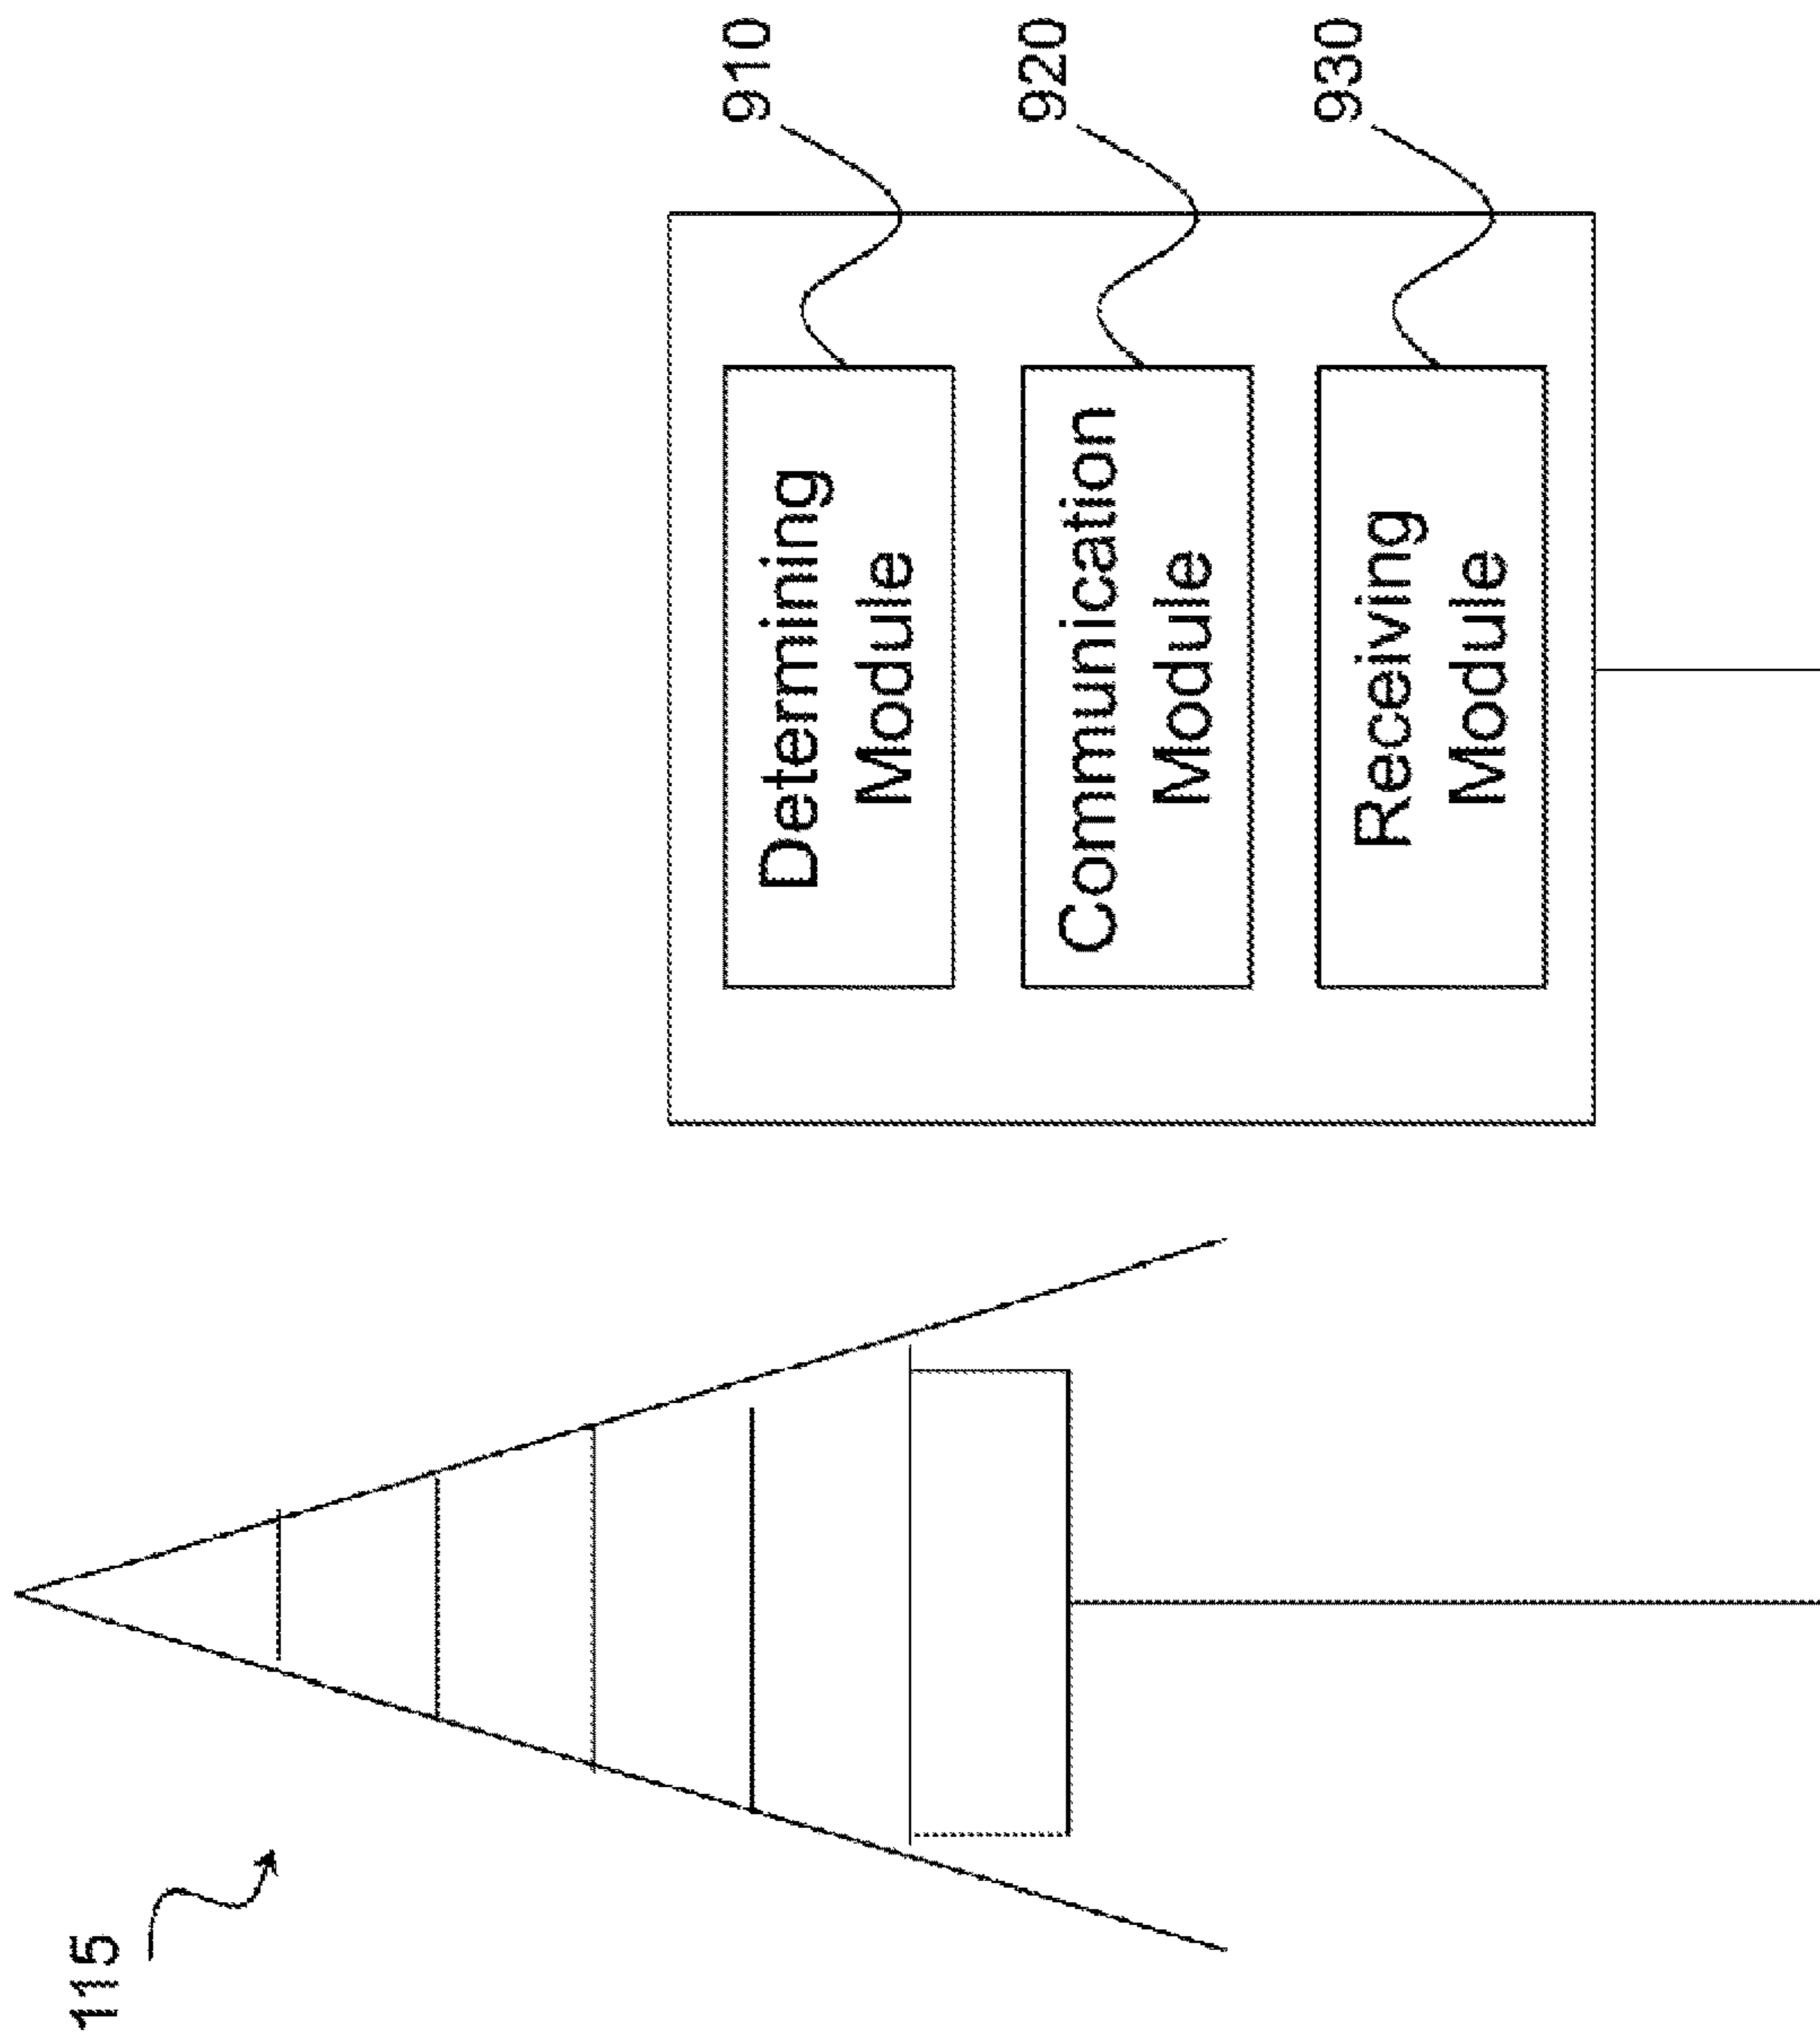 115
Determining
Module
910
Communication
Module
920
Receiving
Module
930